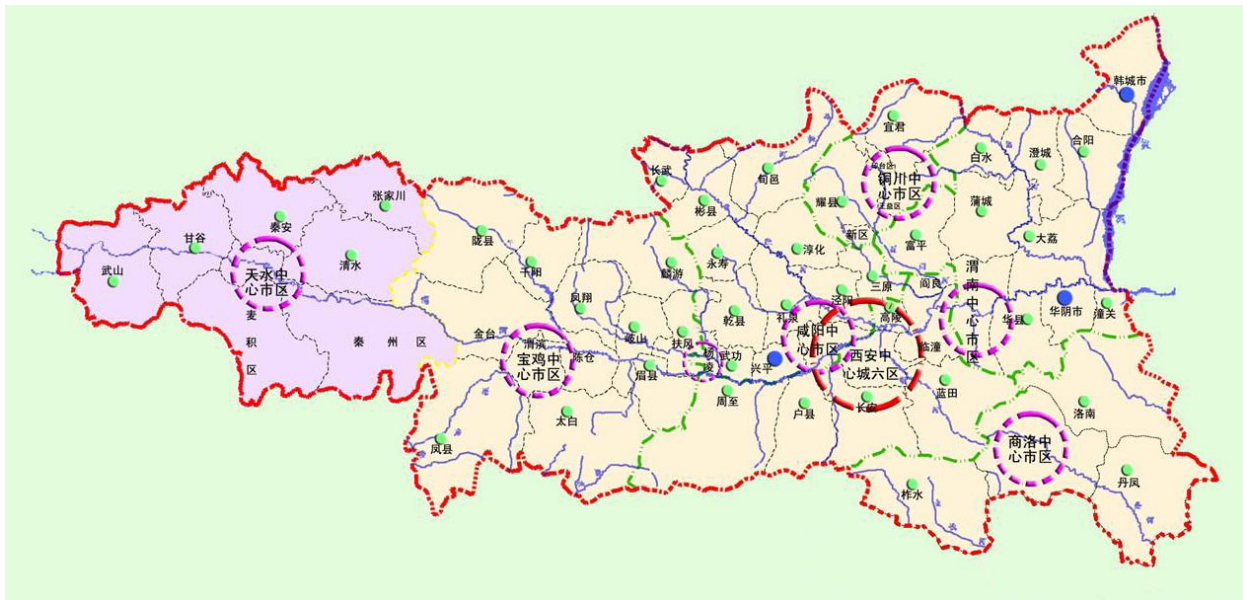 韩城市
宜君
合阳
白水
澄城
长武
旬邑
印台区
铜川中
心市区
王益区
张家川
彬县
耀县
蒲城
秦安
甘谷
陇县
新区
富平
大荔
淳化
武山
清水
千阳
麟游
永寿
天水中
心市区
三原
阎良
渭南中心市区
凤翔
泾阳
乾县
礼泉
高陵
华县
华阴市
潼关
麦积区
秦州区
金台
渭滨
岐山
扶风
咸阳中
心市区
临潼
宝鸡中
心市区
陈仓
杨凌
武功
兴平
西安中
心城六区
眉县
周至
户县
长安
蓝田
洛南
太白
凤县
商洛中
心市区
丹凤
柞水